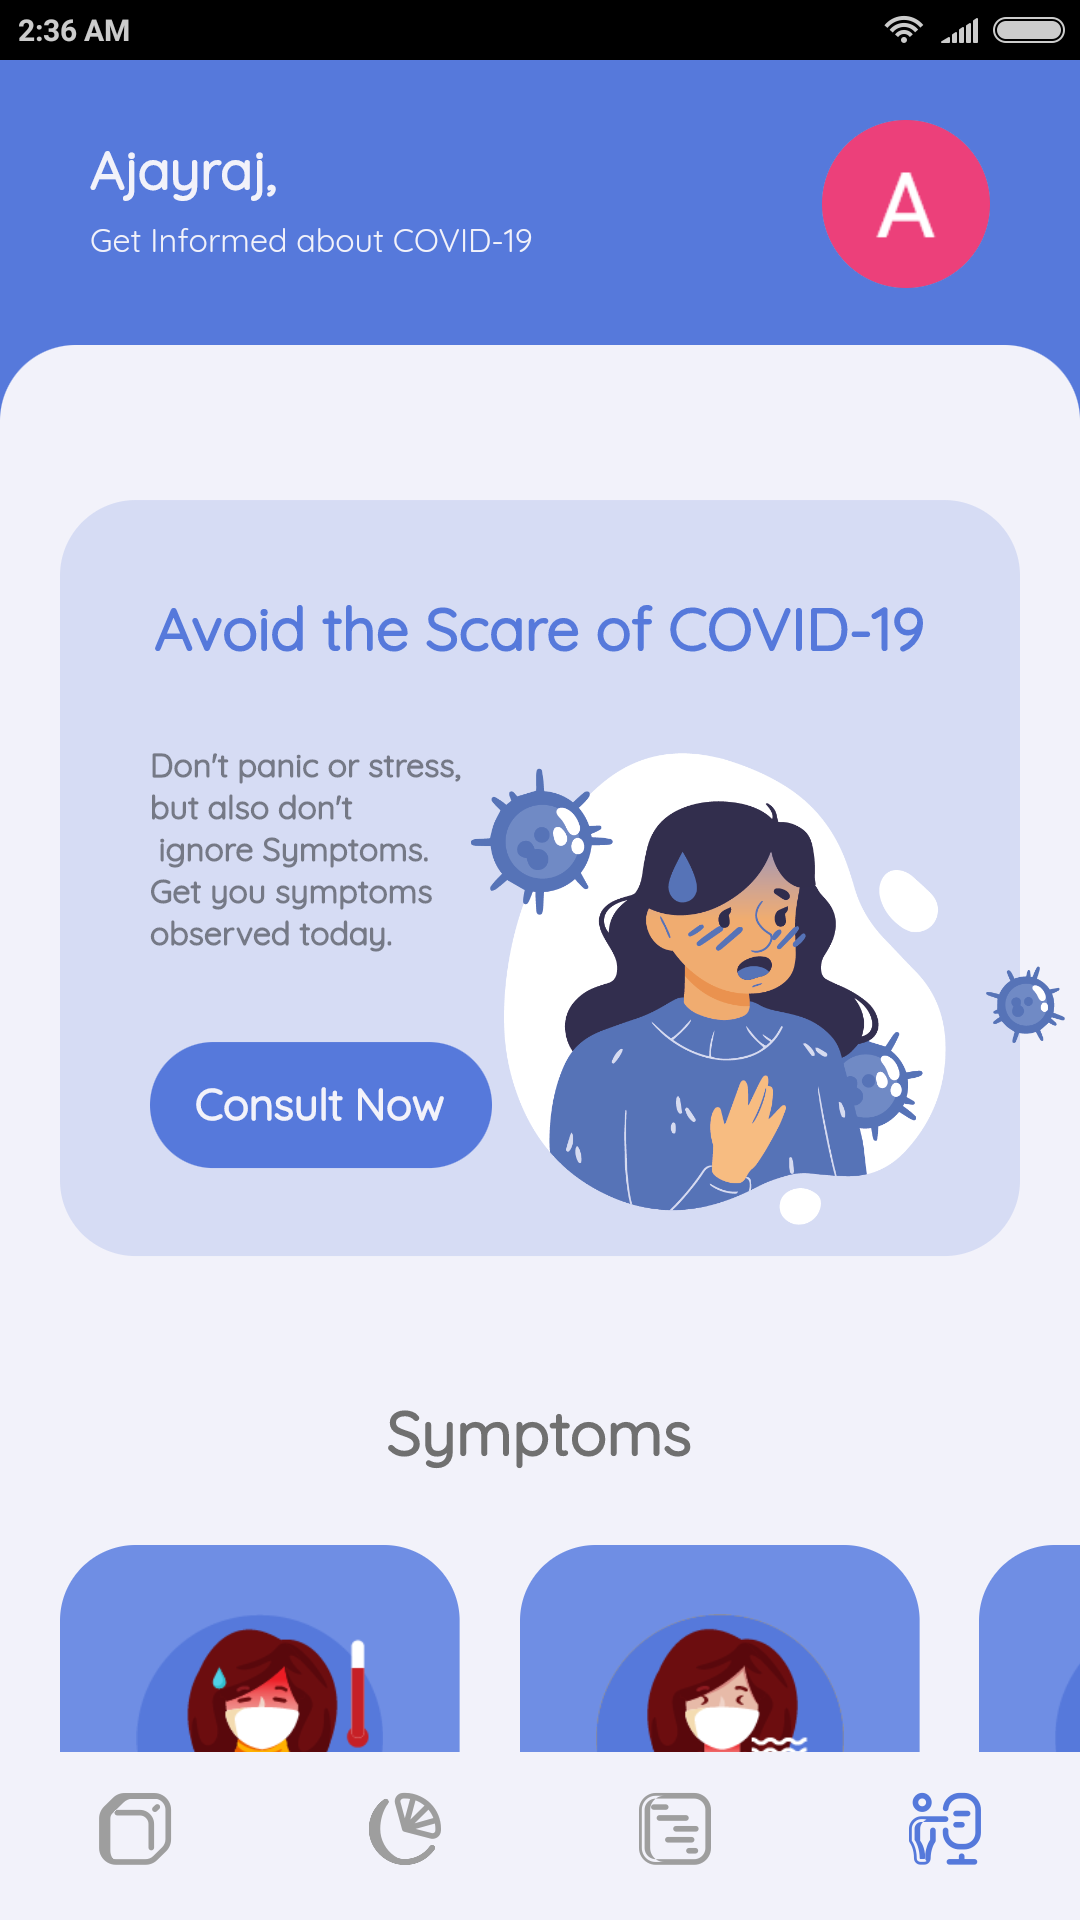 2:36 AM
Ajayraj,
Get Informed about COVID-19
A
Avoid the Scare of COVID-19
Don't panic or stress,
but also don't
ignore Symptoms.
Get you symptoms
observed today.
Consult Now
Symptoms